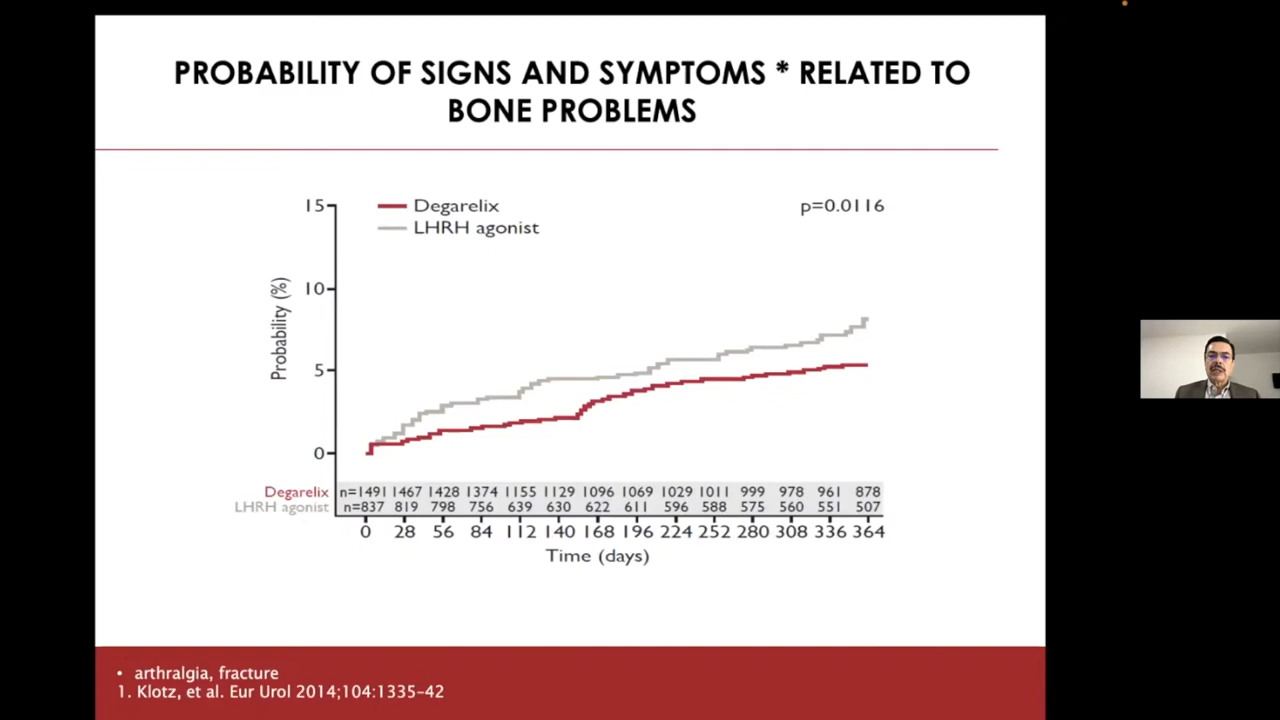 PROBABILITY OF SIGNS AND SYMPTOMS * RELATED TO
BONE PROBLEMS
15
10
5
0
Probability (%)
Degarelix
LHRH agonist
p=0.0116
Degarelix n=1491 1467 1428 1374 1155 1129 1096 1069 1029 1011 999 978 961 878
LHRH agonist n=837 819 798 756 639 630 622 611 596 588 575 560 551 507
0 28 56 84 112 140 168 196 224 252 280 308 336 364
Time (days)
• arthralgia, fracture
1. Klotz, et al. Eur Urol 2014;104:1335-42